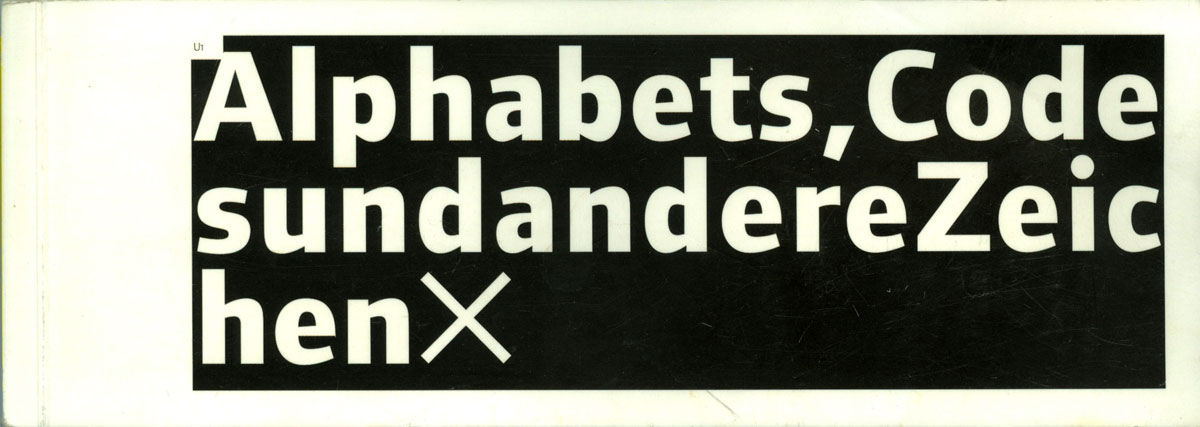 U1
Alphabets,Code
sundandereZeic
hen×